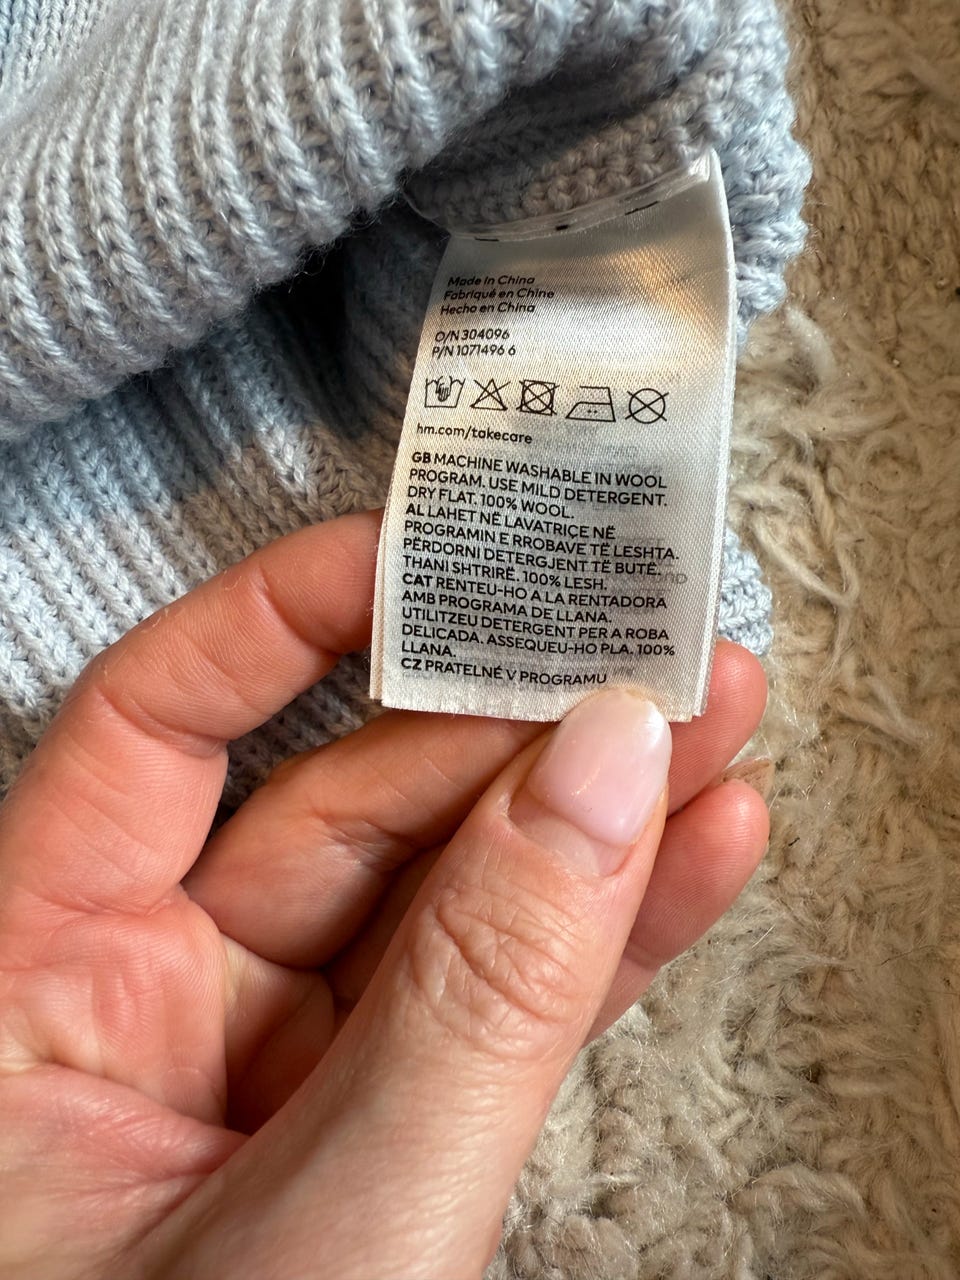 Made in China
Fabriqué en Chine
Hecho en China
O/N 304096
P/N 1071496 6
hm.com/takecare
GB MACHINE WASHABLE IN WOOL
PROGRAM. USE MILD DETERGENT.
DRY FLAT. 100% WOOL.
AL LAHET NË LAVATRIÇE NË
PROGRAMIN E RROBAVE TË LESHTA.
PËRDORNI DETERGJENT TË BUTË.
THANI SHTRIRË. 100% LESH.
CAT RENTEU-HO A LA RENTADORA
AMB PROGRAMA DE LLANA.
UTILITZEU DETERGENT PER A ROBA
DELICADA. ASSEQUEU-HO PLA. 100%
LLANA.
CZ PRATELNÉ V PROGRAMU